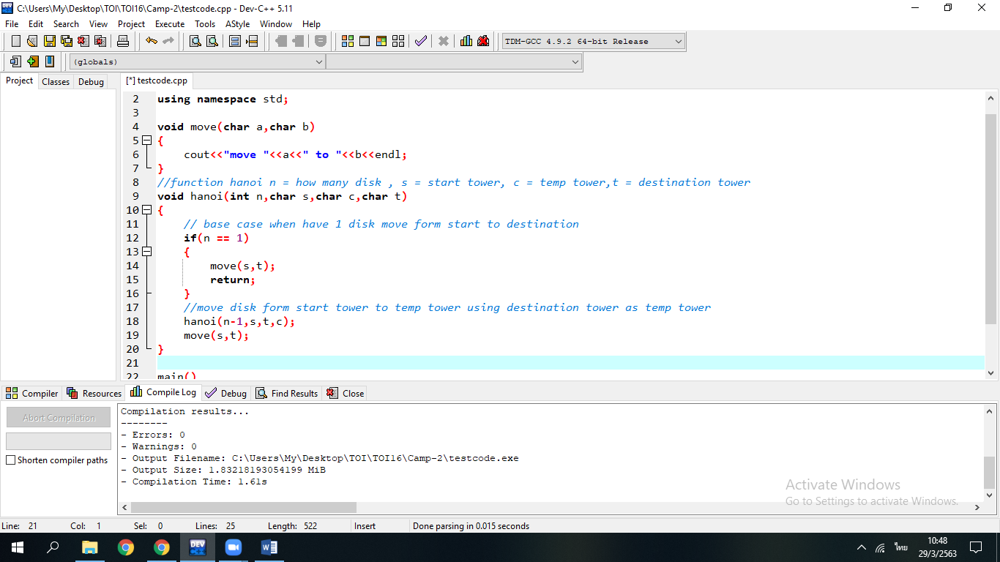 C:\Users\My\Desktop\TOI\TOI16\Camp-2\testcode.cpp - Dev-C++ 5.11
File Edit Search View Project Execute Tools AStyle Window Help
TDM-GCC 4.9.2 64-bit Release
(globals)
Project Classes Debug
[*] testcode.cpp
2 using namespace std;
3
4 void move(char a,char b)
5 {
6 cout<<"move "<<a<<" to "<<b<<endl;
7 }
8 //function hanoi n = how many disk , s = start tower, c = temp tower,t = destination tower
9 void hanoi(int n,char s,char c,char t)
10 {
11 // base case when have 1 disk move form start to destination
12 if(n == 1)
13 {
14 move(s,t);
15 return;
16 }
17 //move disk form start tower to temp tower using destination tower as temp tower
18 hanoi(n-1,s,t,c);
19 move(s,t);
20 }
21
22 main()
Compiler Resources Compile Log Debug Find Results Close
Abort Compilation
Shorten compiler paths
Compilation results...
--------
- Errors: 0
- Warnings: 0
- Output Filename: C:\Users\My\Desktop\TOI\TOI16\Camp-2\testcode.exe
- Output Size: 1.83218193054199 MiB
- Compilation Time: 1.61s
Activate Windows
Go to Settings to activate Windows.
Line: 21 Col: 1 Sel: 0 Lines: 25 Length: 522 Insert Done parsing in 0.015 seconds
DEV
W
ไทย
10:48
29/3/2563